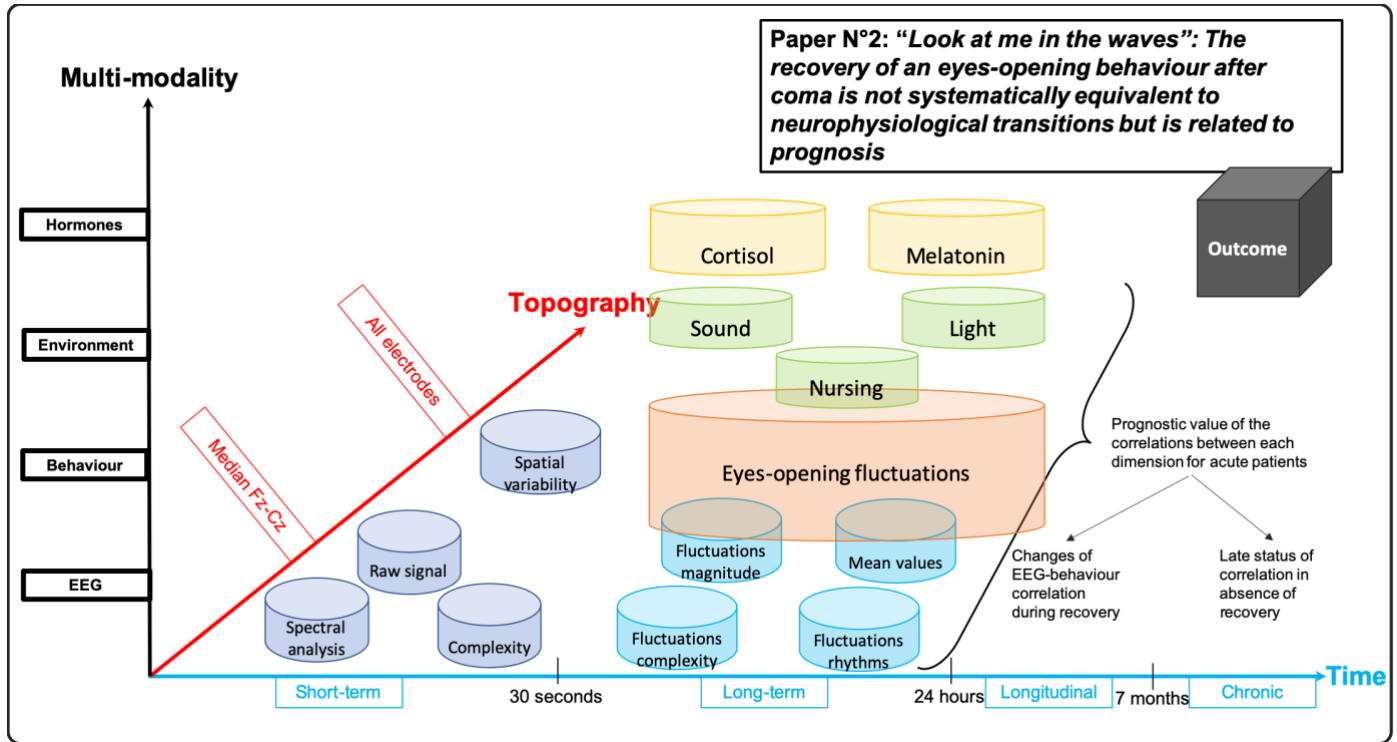 Paper N°2: “Look at me in the waves”: The
recovery of an eyes-opening behaviour after
coma is not systematically equivalent to
neurophysiological transitions but is related to
prognosis
Multi-modality
Hormones
Environment
Behaviour
EEG
Topography
All electrodes
Median Fz-Cz
Cortisol
Melatonin
Sound
Light
Nursing
Eyes-opening fluctuations
Spatial
variability
Raw signal
Spectral
analysis
Complexity
Fluctuations
magnitude
Mean values
Fluctuations
complexity
Fluctuations
rhythms
Outcome
Prognostic value of the
correlations between each
dimension for acute patients
Changes of
EEG-behaviour
correlation
during recovery
Late status of
correlation in
absence of
recovery
Time
Short-term
30 seconds
Long-term
24 hours
Longitudinal
7 months
Chronic